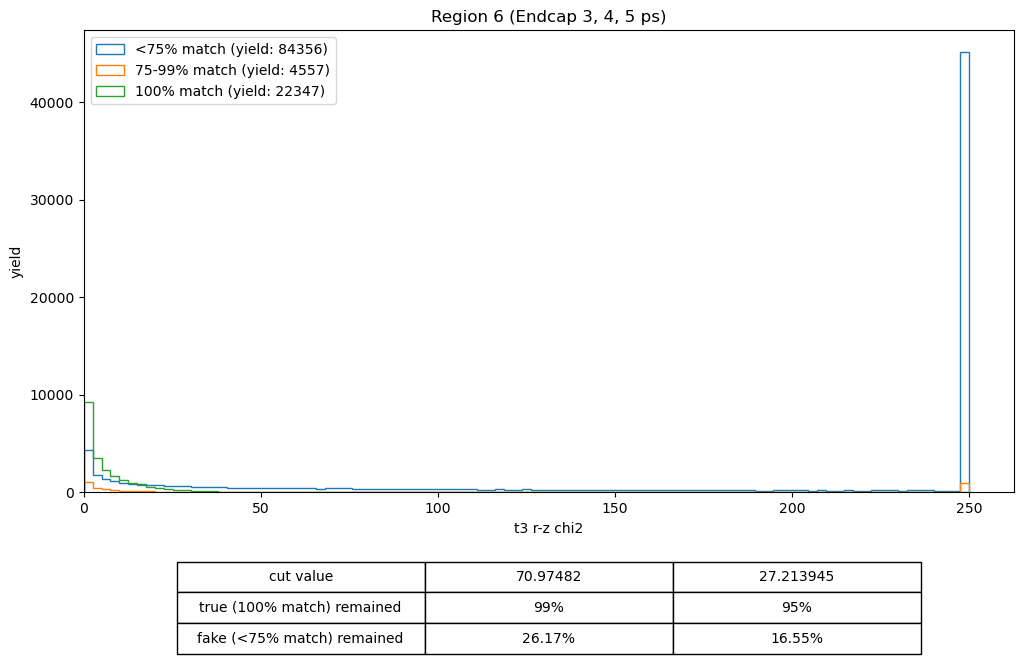 Region 6 (Endcap 3, 4, 5 ps)
<75% match (yield: 84356)
75-99% match (yield: 4557)
100% match (yield: 22347)
40000
30000
20000
10000
0
yield
0 50 100 150 200 250
t3 r-z chi2
cut value 70.97482 27.213945
true (100% match) remained 99% 95%
fake (<75% match) remained 26.17% 16.55%